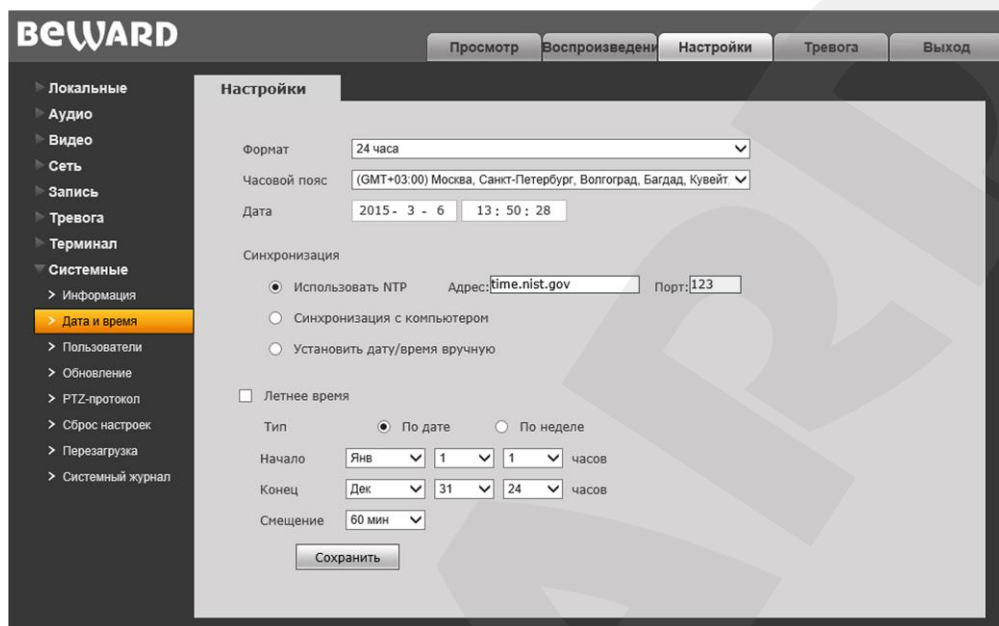 BEWARD
Просмотр Воспроизведени Настройки Тревога Выход
Локальные
Аудио
Видео
Сеть
Запись
Тревога
Терминал
Системные
Информация
Дата и время
Пользователи
Обновление
PTZ-протокол
Сброс настроек
Перезагрузка
Системный журнал
Настройки
Формат 24 часа
Часовой пояс (GMT+03:00) Москва, Санкт-Петербург, Волгоград, Багдад, Кувейт,
Дата 2015- 3 - 6 13: 50: 28
Синхронизация
Использовать NTP Адрес: time.nist.gov Порт: 123
Синхронизация с компьютером
Установить дату/время вручную
Летнее время
Тип По дате По неделе
Начало Янв 1 1 часов
Конец Дек 31 24 часов
Смещение 60 мин
Сохранить